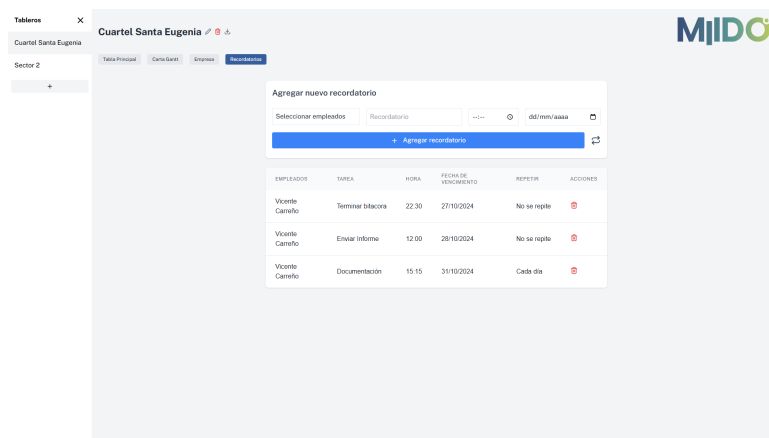 Tableros
Cuartel Santa Eugenia
Sector 2
+
Cuartel Santa Eugenia
MIIDO
Tabla Principal Carta Gantt Empresa Recordatorios
Agregar nuevo recordatorio
Seleccionar empleados Recordatorio --:-- dd/mm/aaaa
+ Agregar recordatorio
EMPLEADOS TAREA HORA FECHA DE VENCIMIENTO REPETIR ACCIONES
Vicente Carreño Terminar bitacora 22:30 27/10/2024 No se repite
Vicente Carreño Enviar Informe 12:00 28/10/2024 No se repite
Vicente Carreño Documentación 15:15 31/10/2024 Cada día